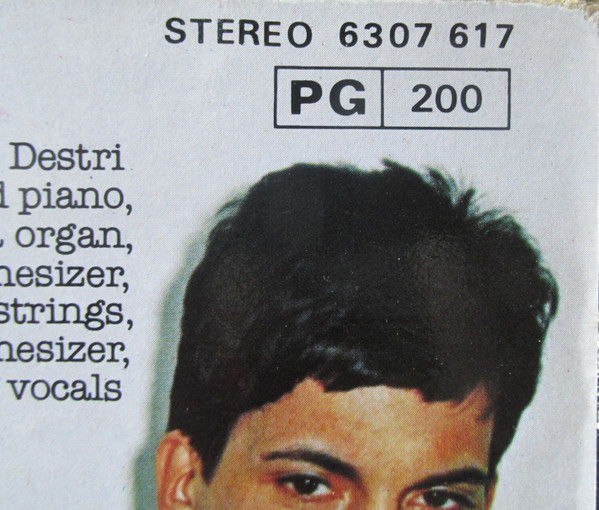 STEREO 6307 617
PG 200
Destri
piano,
organ,
strings,
vocals